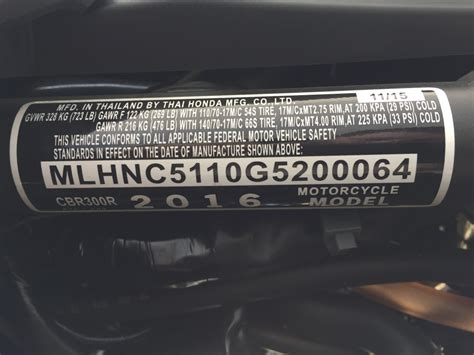 11/15
MFD. IN THAILAND BY THAI HONDA MFG. CO., LTD.
GVWR 328 KG (723 LB) GAWR F 122 KG (269 LB) WITH 110/70-17M/C 54S TIRE, 17M/CxMT2.75 RIM, AT 200 KPA (29 PSI) COLD
GAWR R 216 KG (476 LB) WITH 140/70-17M/C 66S TIRE, 17M/CxMT4.00 RIM, AT 225 KPA (33 PSI) COLD
THIS VEHICLE CONFORMS TO ALL APPLICABLE FEDERAL MOTOR VEHICLE SAFETY
STANDARDS IN EFFECT ON THE DATE OF MANUFACTURE SHOWN ABOVE:
MLHNC5110G5200064
CBR300R 2016 MOTORCYCLE
MODEL